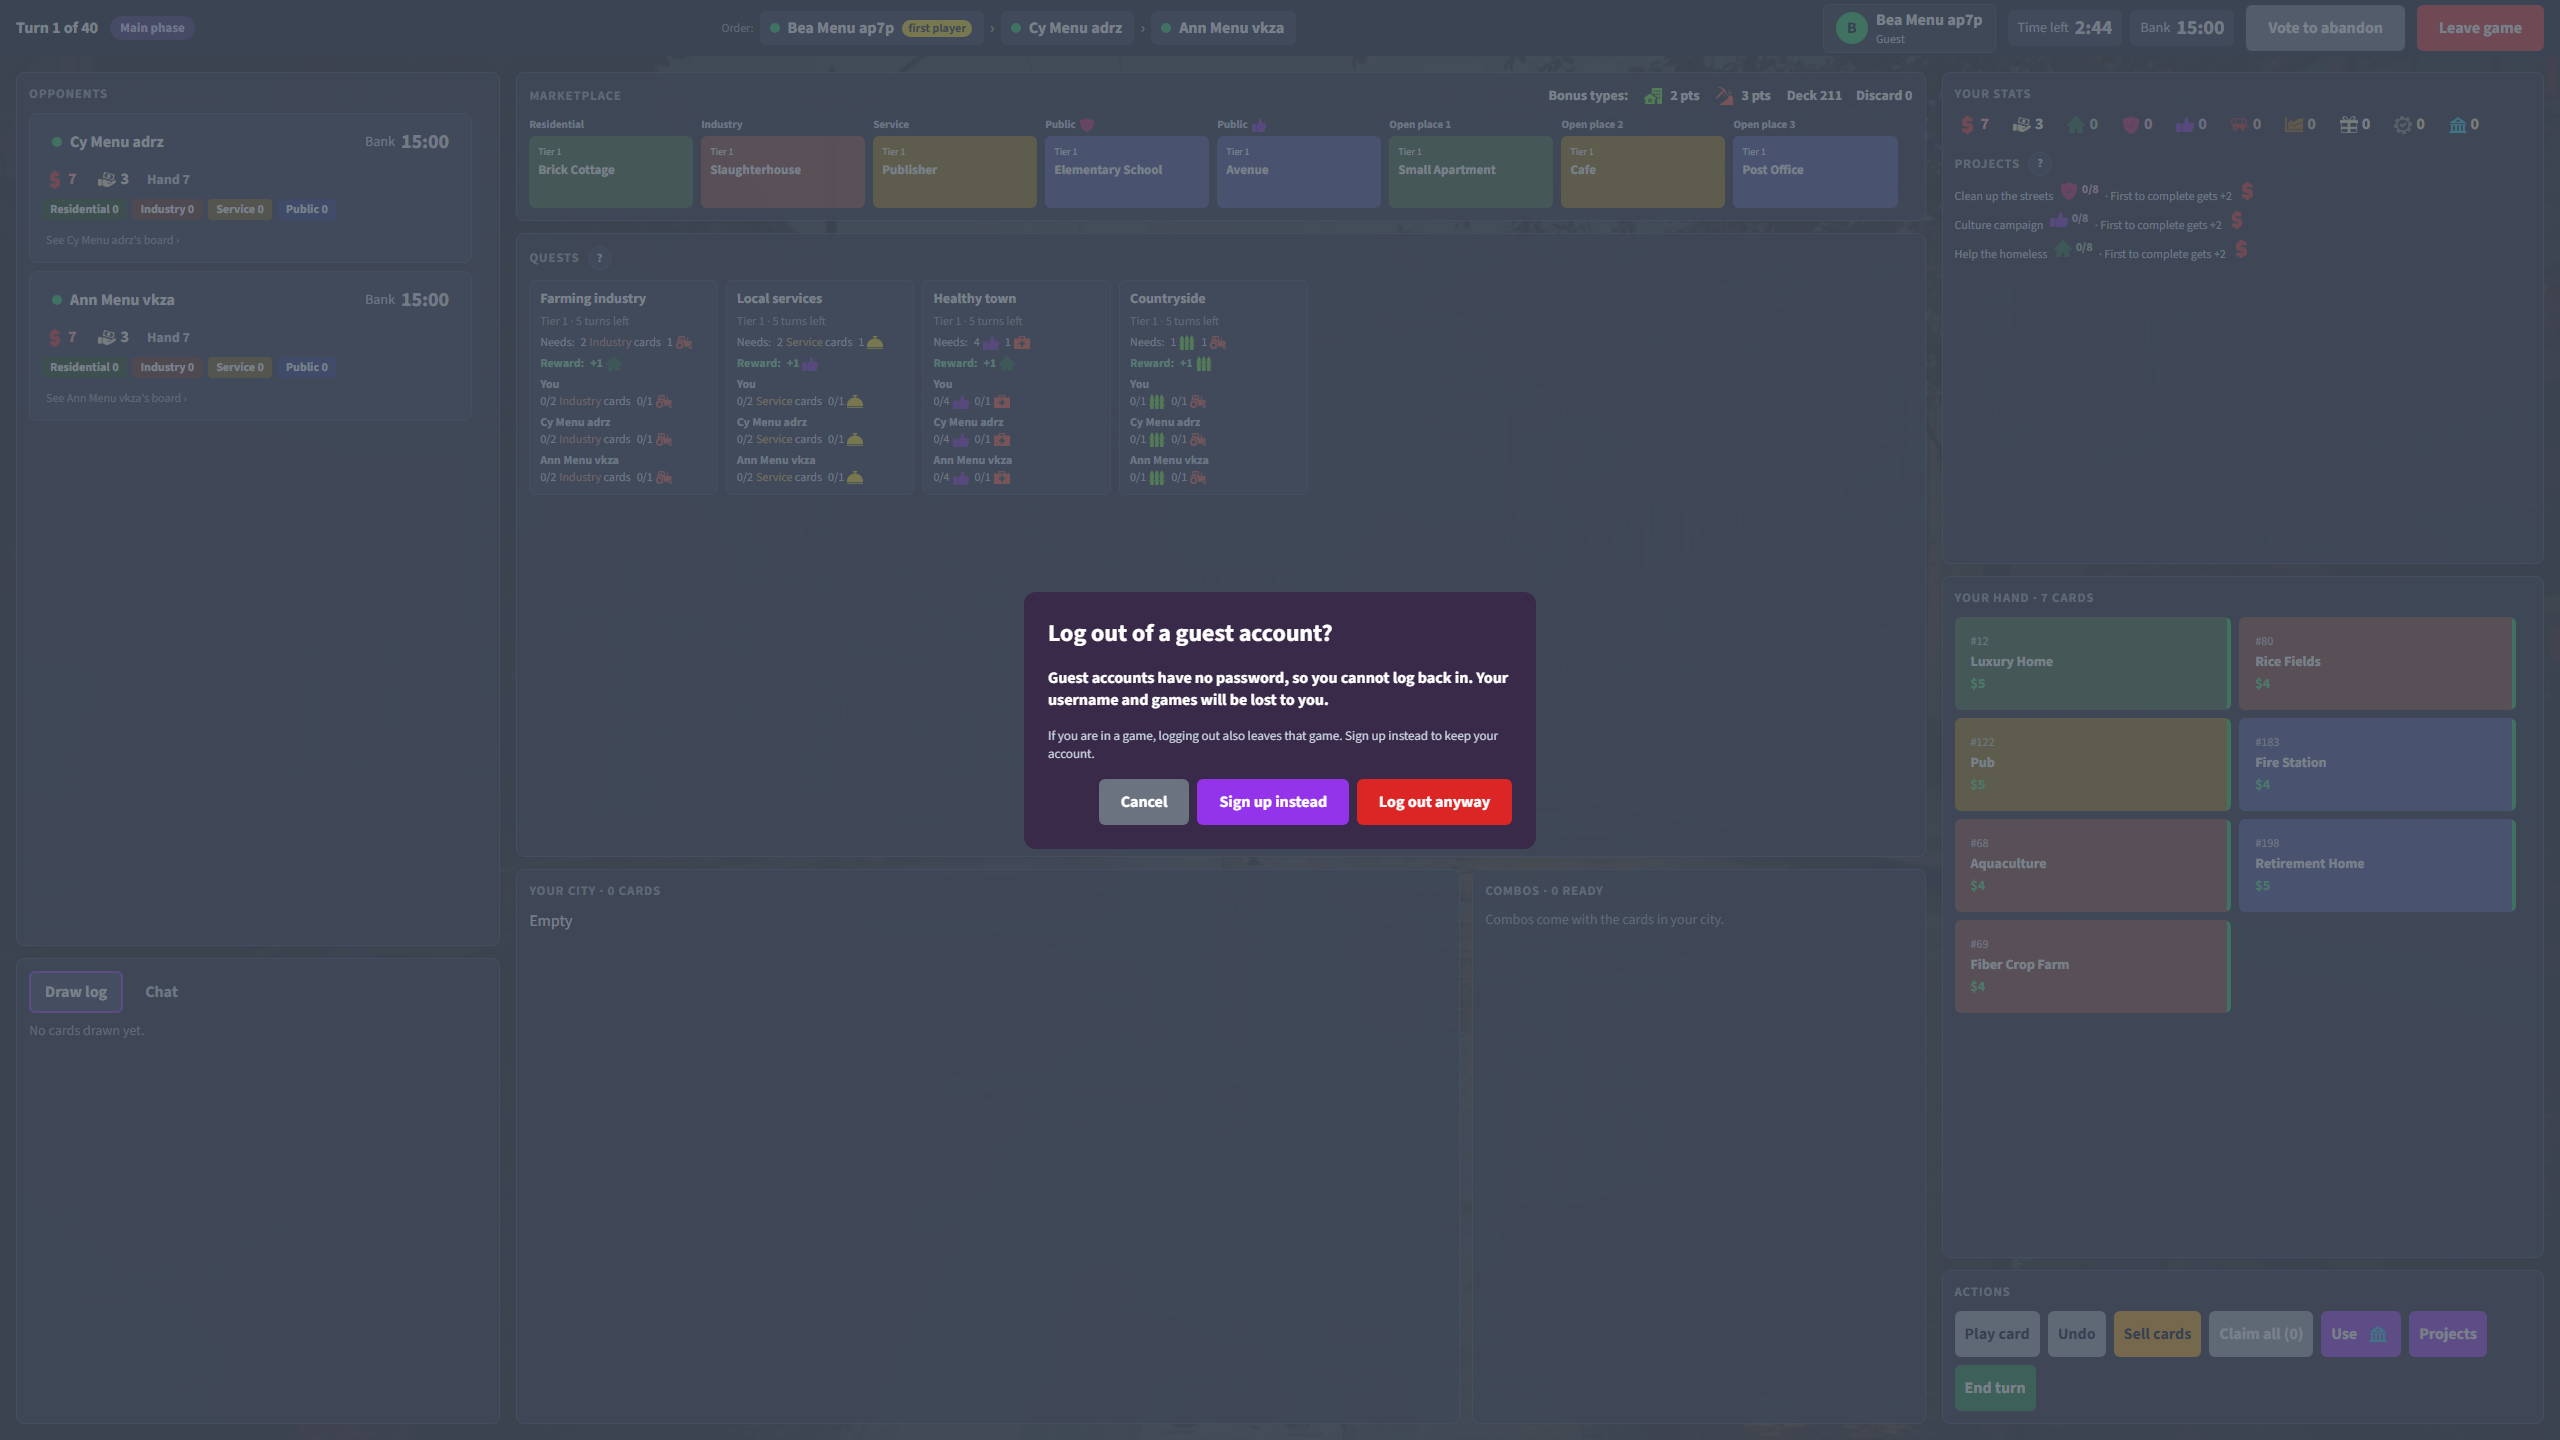 Turn 1 of 40 Main phase
Order: Bea Menu ap7p first player › Cy Menu adrz › Ann Menu vkza
B Bea Menu ap7p
Guest
Time left 2:44 Bank 15:00 Vote to abandon Leave game
OPPONENTS
Cy Menu adrz Bank 15:00
7 3 Hand 7
Residential 0 Industry 0 Service 0 Public 0
See Cy Menu adrz's board ›
Ann Menu vkza Bank 15:00
7 3 Hand 7
Residential 0 Industry 0 Service 0 Public 0
See Ann Menu vkza's board ›
Draw log Chat
No cards drawn yet.
MARKETPLACE Bonus types: 2 pts 3 pts Deck 211 Discard 0
Residential Industry Service Public Public Open place 1 Open place 2 Open place 3
Tier 1 Tier 1 Tier 1 Tier 1 Tier 1 Tier 1 Tier 1 Tier 1
Brick Cottage Slaughterhouse Publisher Elementary School Avenue Small Apartment Cafe Post Office
QUESTS ?
Farming industry
Tier 1 · 5 turns left
Needs: 2 Industry cards 1
Reward: +1
You
0/2 Industry cards 0/1
Cy Menu adrz
0/2 Industry cards 0/1
Ann Menu vkza
0/2 Industry cards 0/1
Local services
Tier 1 · 5 turns left
Needs: 2 Service cards 1
Reward: +1
You
0/2 Service cards 0/1
Cy Menu adrz
0/2 Service cards 0/1
Ann Menu vkza
0/2 Service cards 0/1
Healthy town
Tier 1 · 5 turns left
Needs: 4 1
Reward: +1
You
0/4 0/1
Cy Menu adrz
0/4 0/1
Ann Menu vkza
0/4 0/1
Countryside
Tier 1 · 5 turns left
Needs: 1 1
Reward: +1
You
0/1 0/1
Cy Menu adrz
0/1 0/1
Ann Menu vkza
0/1 0/1
Log out of a guest account?
Guest accounts have no password, so you cannot log back in. Your
username and games will be lost to you.
If you are in a game, logging out also leaves that game. Sign up instead to keep your
account.
Cancel Sign up instead Log out anyway
YOUR CITY · 0 CARDS
Empty
COMBOS · 0 READY
Combos come with the cards in your city.
YOUR STATS
7 3 0 0 0 0 0 0 0 0
PROJECTS ?
Clean up the streets 0/8 · First to complete gets +2
Culture campaign 0/8 · First to complete gets +2
Help the homeless 0/8 · First to complete gets +2
YOUR HAND · 7 CARDS
#12
Luxury Home
$5
#80
Rice Fields
$4
#122
Pub
$5
#183
Fire Station
$4
#68
Aquaculture
$4
#198
Retirement Home
$5
#69
Fiber Crop Farm
$4
ACTIONS
Play card Undo Sell cards Claim all (0) Use Projects
End turn